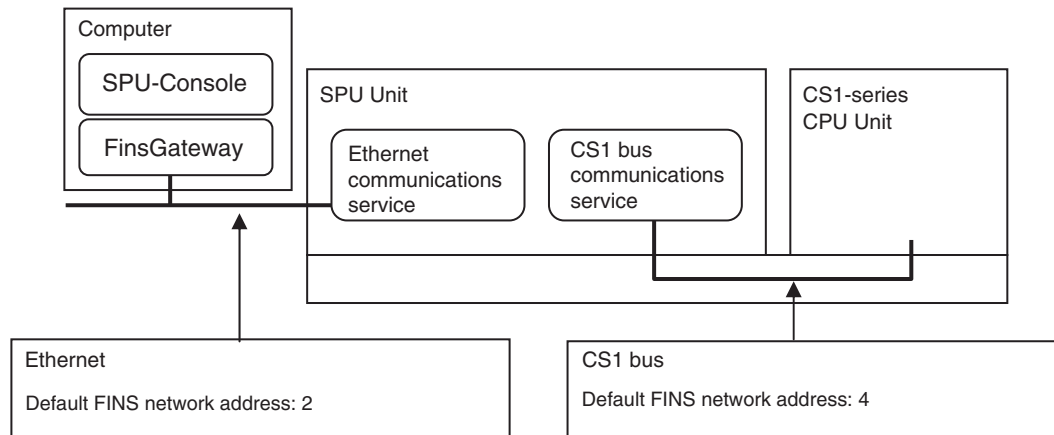 Computer
SPU-Console
FinsGateway
SPU Unit
Ethernet
communications
service
CS1 bus
communications
service
CS1-series
CPU Unit
Ethernet
Default FINS network address: 2
CS1 bus
Default FINS network address: 4